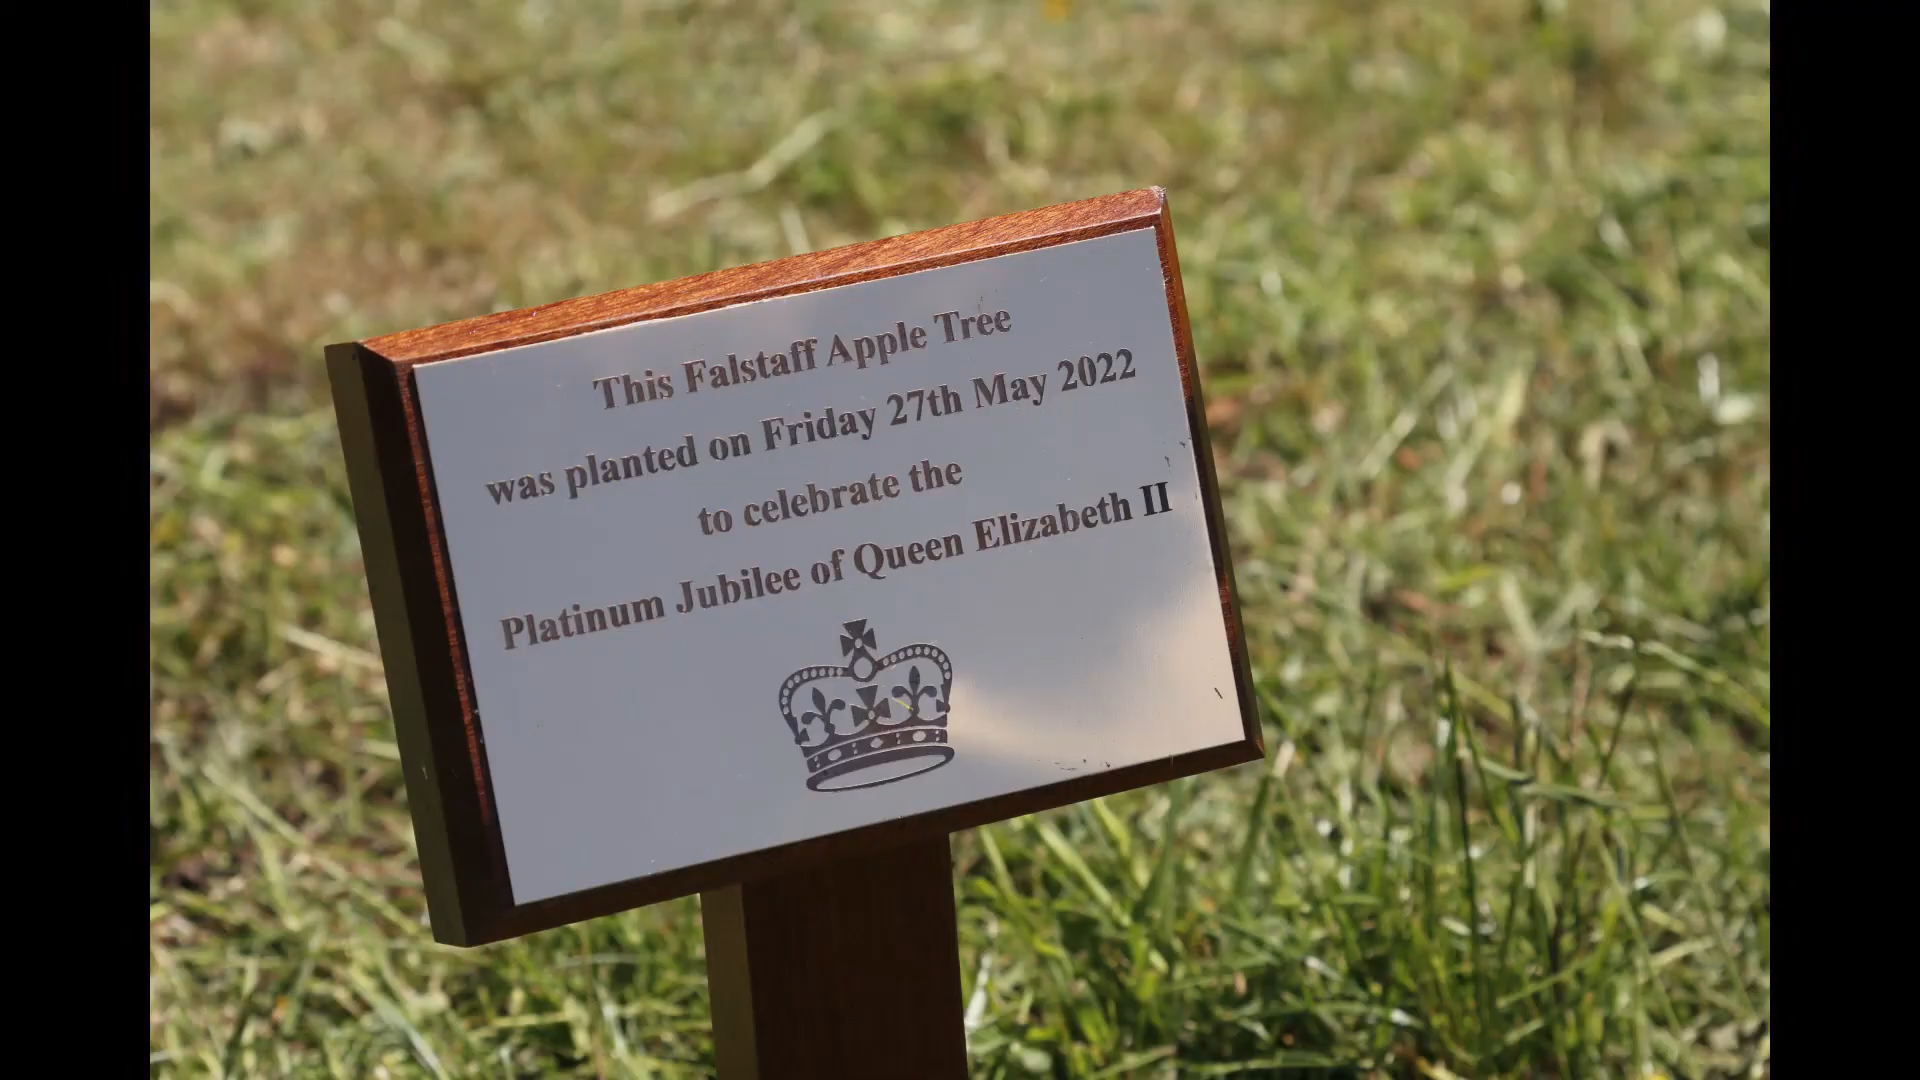 This Falstaff Apple Tree
was planted on Friday 27th May 2022
to celebrate the
Platinum Jubilee of Queen Elizabeth II